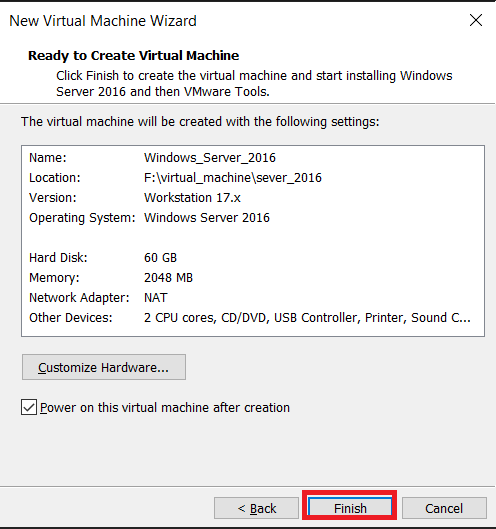 New Virtual Machine Wizard
Ready to Create Virtual Machine
Click Finish to create the virtual machine and start installing Windows
Server 2016 and then VMware Tools.
The virtual machine will be created with the following settings:
Name: Windows_Server_2016
Location: F:\virtual_machine\sever_2016
Version: Workstation 17.x
Operating System: Windows Server 2016
Hard Disk: 60 GB
Memory: 2048 MB
Network Adapter: NAT
Other Devices: 2 CPU cores, CD/DVD, USB Controller, Printer, Sound C...
Customize Hardware...
Power on this virtual machine after creation
< Back Finish Cancel